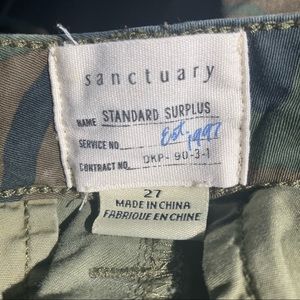 sanctuary
NAME STANDARD SURPLUS
SERVICE NO. Est. 1997
CONTRACT NO. DKP-90-3-1
27
MADE IN CHINA
FABRIQUE EN CHINE